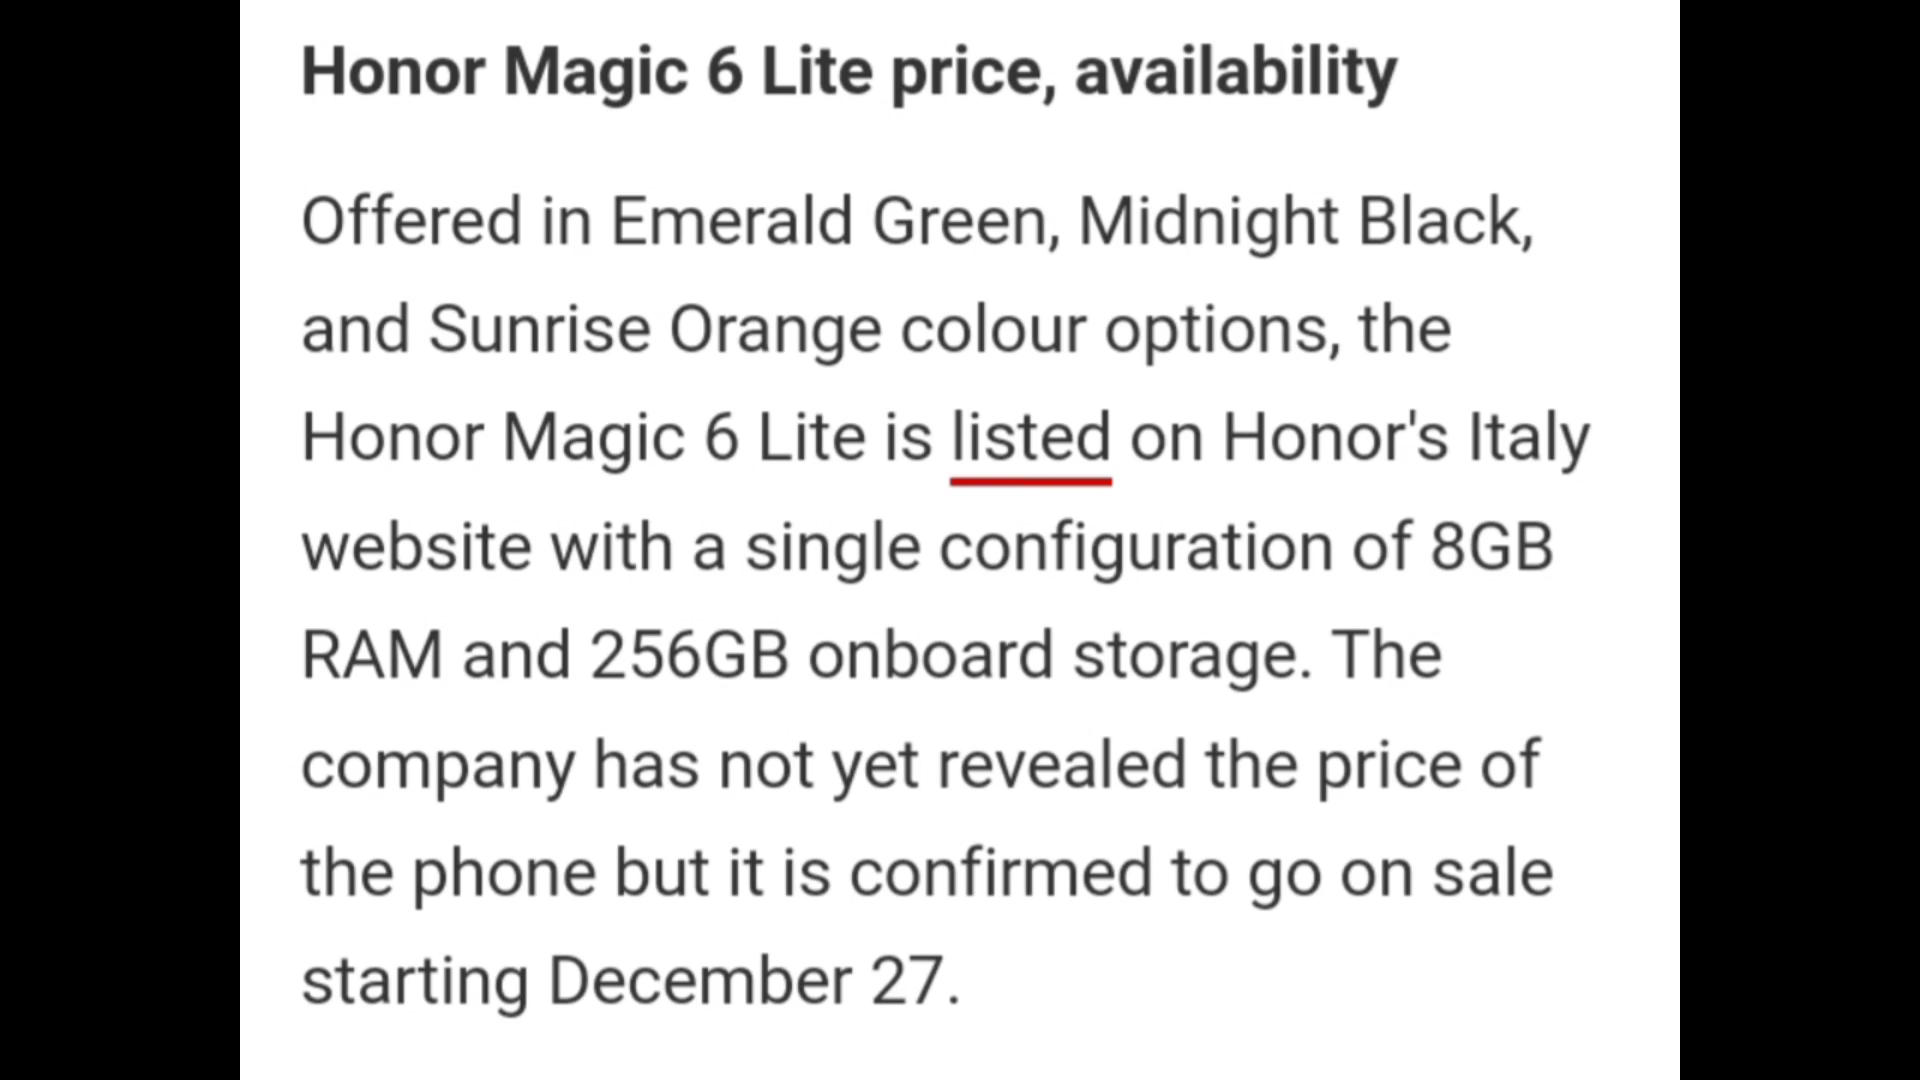 Honor Magic 6 Lite price, availability
Offered in Emerald Green, Midnight Black,
and Sunrise Orange colour options, the
Honor Magic 6 Lite is listed on Honor's Italy
website with a single configuration of 8GB
RAM and 256GB onboard storage. The
company has not yet revealed the price of
the phone but it is confirmed to go on sale
starting December 27.